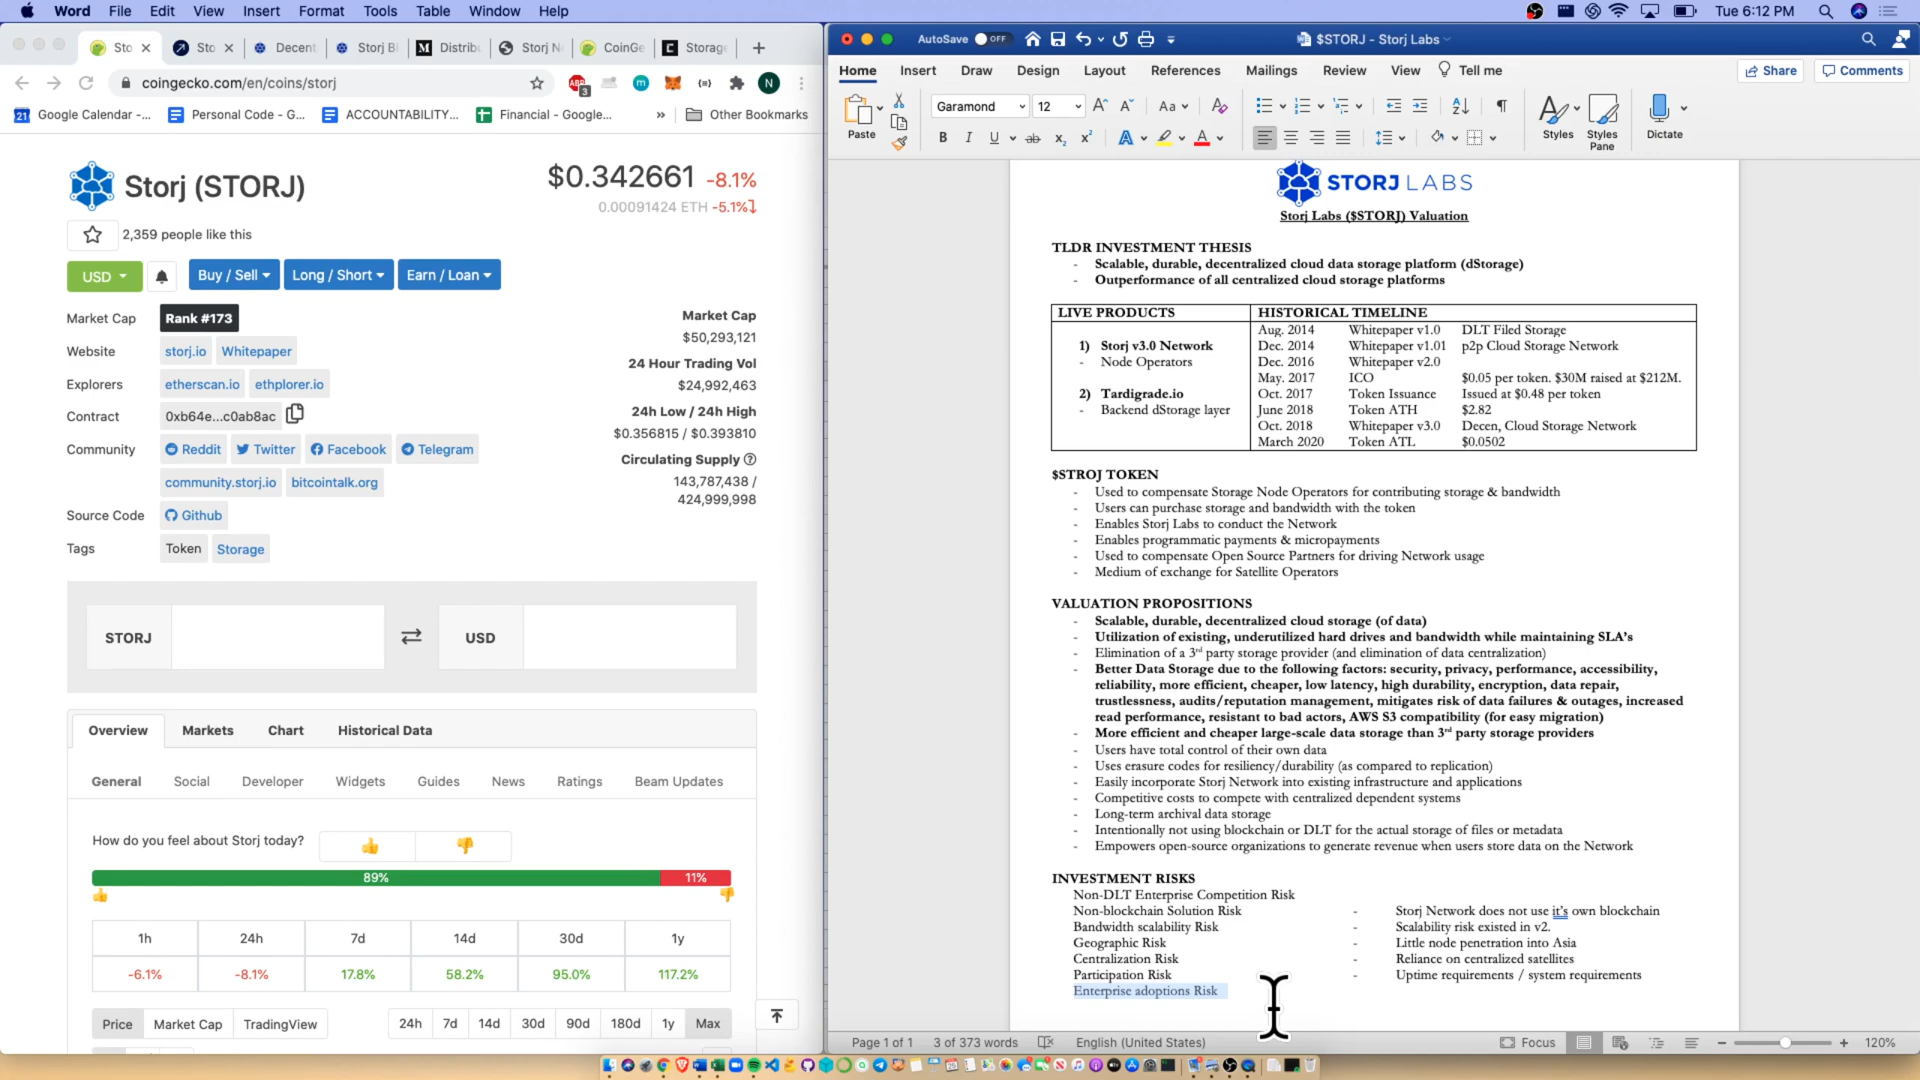 Word File Edit View Insert Format Tools Table Window Help
Tue 6:12 PM
Sto
Sto
Decent
Storj Bl
Distribu
Storj N
CoinGe
Storage
coingecko.com/en/coins/storj
Google Calendar -...
Personal Code - G...
ACCOUNTABILITY...
Financial - Google...
Other Bookmarks
Storj (STORJ)
$0.342661 -8.1%
0.00091424 ETH -5.1%
2,359 people like this
USD
Buy / Sell
Long / Short
Earn / Loan
Market Cap Rank #173
Website storj.io Whitepaper
Explorers etherscan.io ethplorer.io
Contract 0xb64e...c0ab8ac
Community Reddit Twitter Facebook Telegram
community.storj.io bitcointalk.org
Source Code Github
Tags Token Storage
Market Cap
$50,293,121
24 Hour Trading Vol
$24,992,463
24h Low / 24h High
$0.356815 / $0.393810
Circulating Supply
143,787,438 /
424,999,998
STORJ
USD
Overview Markets Chart Historical Data
General Social Developer Widgets Guides News Ratings Beam Updates
How do you feel about Storj today?
89% 11%
1h 24h 7d 14d 30d 1y
-6.1% -8.1% 17.8% 58.2% 95.0% 117.2%
Price Market Cap TradingView
24h 7d 14d 30d 90d 180d 1y Max
AutoSave OFF
$STORJ - Storj Labs
Home Insert Draw Design Layout References Mailings Review View Tell me
Share Comments
Paste
Garamond 12
Styles
Styles Pane
Dictate
STORJ LABS
Storj Labs ($STORJ) Valuation
TLDR INVESTMENT THESIS
- Scalable, durable, decentralized cloud data storage platform (dStorage)
- Outperformance of all centralized cloud storage platforms
LIVE PRODUCTS
1) Storj v3.0 Network
- Node Operators
2) Tardigrade.io
- Backend dStorage layer
HISTORICAL TIMELINE
Aug. 2014 Whitepaper v1.0 DLT Filed Storage
Dec. 2014 Whitepaper v1.01 p2p Cloud Storage Network
Dec. 2016 Whitepaper v2.0
May. 2017 ICO $0.05 per token. $30M raised at $212M.
Oct. 2017 Token Issuance Issued at $0.48 per token
June 2018 Token ATH $2.82
Oct. 2018 Whitepaper v3.0 Decen, Cloud Storage Network
March 2020 Token ATL $0.0502
$STROJ TOKEN
- Used to compensate Storage Node Operators for contributing storage & bandwidth
- Users can purchase storage and bandwidth with the token
- Enables Storj Labs to conduct the Network
- Enables programmatic payments & micropayments
- Used to compensate Open Source Partners for driving Network usage
- Medium of exchange for Satellite Operators
VALUATION PROPOSITIONS
- Scalable, durable, decentralized cloud storage (of data)
- Utilization of existing, underutilized hard drives and bandwidth while maintaining SLA's
- Elimination of a 3rd party storage provider (and elimination of data centralization)
- Better Data Storage due to the following factors: security, privacy, performance, accessibility,
reliability, more efficient, cheaper, low latency, high durability, encryption, data repair,
trustlessness, audits/reputation management, mitigates risk of data failures & outages, increased
read performance, resistant to bad actors, AWS S3 compatibility (for easy migration)
- More efficient and cheaper large-scale data storage than 3rd party storage providers
- Users have total control of their own data
- Uses erasure codes for resiliency/durability (as compared to replication)
- Easily incorporate Storj Network into existing infrastructure and applications
- Competitive costs to compete with centralized dependent systems
- Long-term archival data storage
- Intentionally not using blockchain or DLT for the actual storage of files or metadata
- Empowers open-source organizations to generate revenue when users store data on the Network
INVESTMENT RISKS
Non-DLT Enterprise Competition Risk
Non-blockchain Solution Risk - Storj Network does not use it's own blockchain
Bandwidth scalability Risk - Scalability risk existed in v2.
Geographic Risk - Little node penetration into Asia
Centralization Risk - Reliance on centralized satellites
Participation Risk - Uptime requirements / system requirements
Enterprise adoptions Risk
Page 1 of 1 3 of 373 words English (United States) Focus 120%